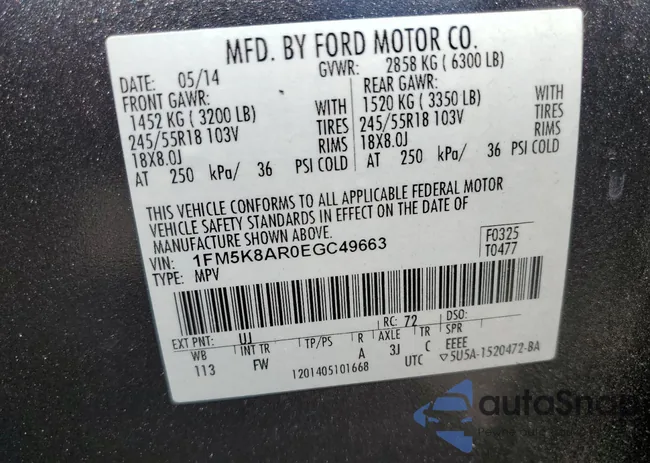 MFD. BY FORD MOTOR CO.
DATE: 05/14 GVWR: 2858 KG ( 6300 LB)
FRONT GAWR: REAR GAWR:
1452 KG ( 3200 LB) WITH 1520 KG ( 3350 LB) WITH
245/55R18 103V TIRES 245/55R18 103V TIRES
18X8.0J RIMS 18X8.0J RIMS
AT 250 kPa/ 36 PSI COLD AT 250 kPa/ 36 PSI COLD
THIS VEHICLE CONFORMS TO ALL APPLICABLE FEDERAL MOTOR
VEHICLE SAFETY STANDARDS IN EFFECT ON THE DATE OF
MANUFACTURE SHOWN ABOVE.
VIN: 1FM5K8AR0EGC49663 F0325
TYPE: MPV T0477
EXT PNT: UJ RC: 72 DSO:
WB INT TR TP/PS R AXLE TR SPR
113 FW A 3J C EEEE
1201405101668 UTC ▽5U5A-1520472-BA
autoSnap